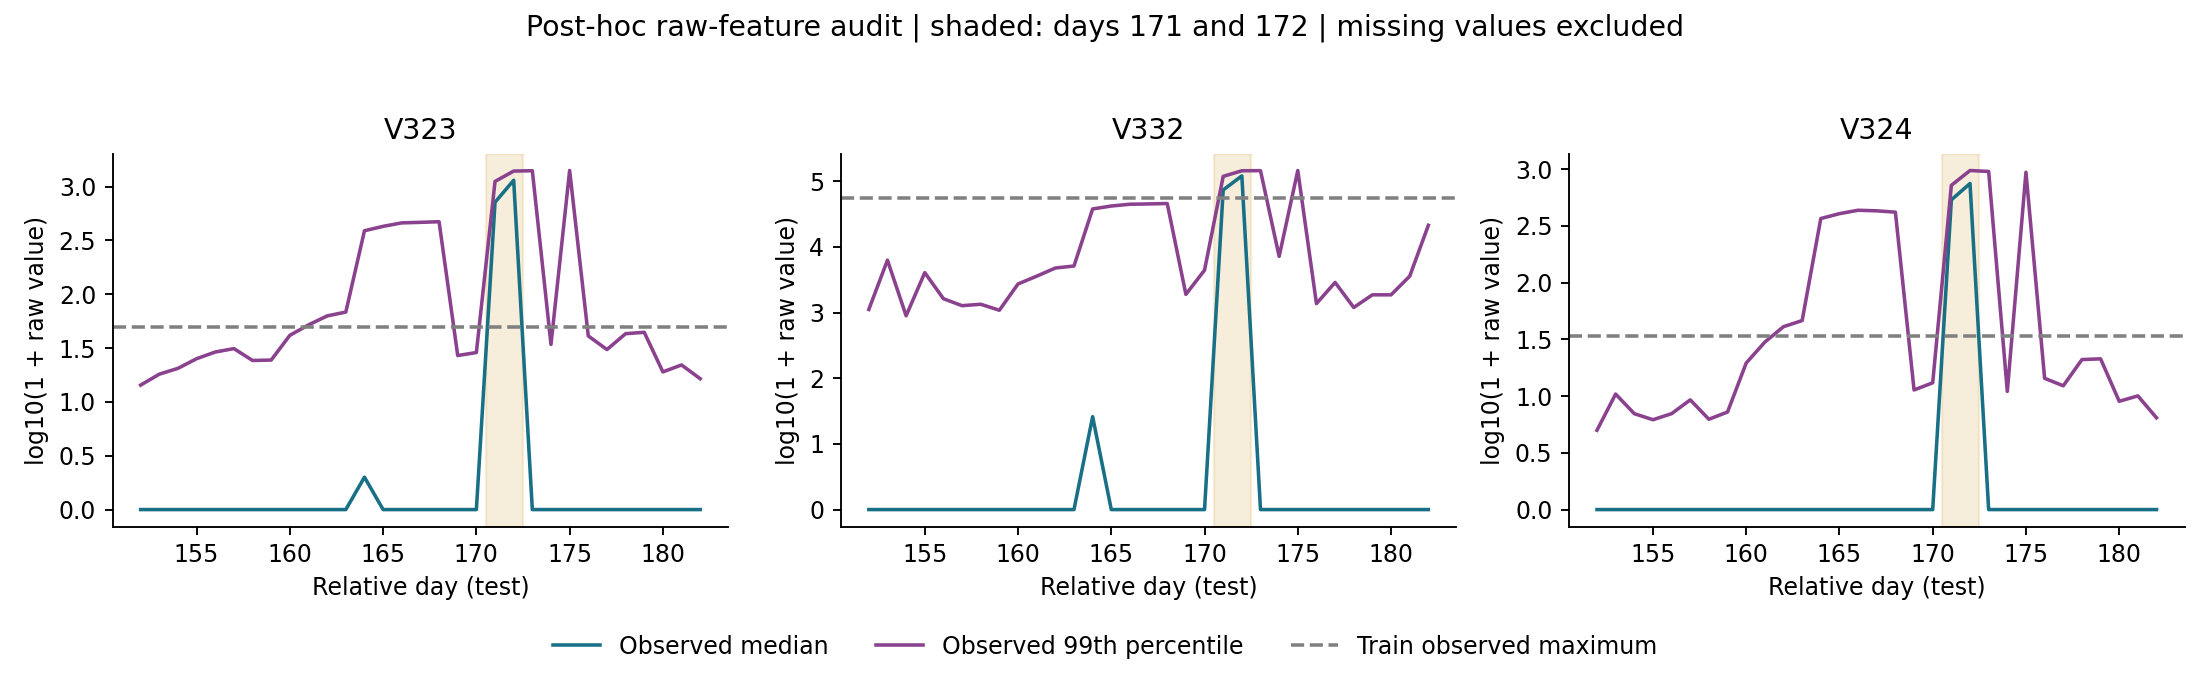 Post-hoc raw-feature audit | shaded: days 171 and 172 | missing values excluded
V323
log10(1 + raw value)
3.0
2.5
2.0
1.5
1.0
0.5
0.0
155 160 165 170 175 180
Relative day (test)
V332
log10(1 + raw value)
5
4
3
2
1
0
155 160 165 170 175 180
Relative day (test)
V324
log10(1 + raw value)
3.0
2.5
2.0
1.5
1.0
0.5
0.0
155 160 165 170 175 180
Relative day (test)
Observed median Observed 99th percentile Train observed maximum